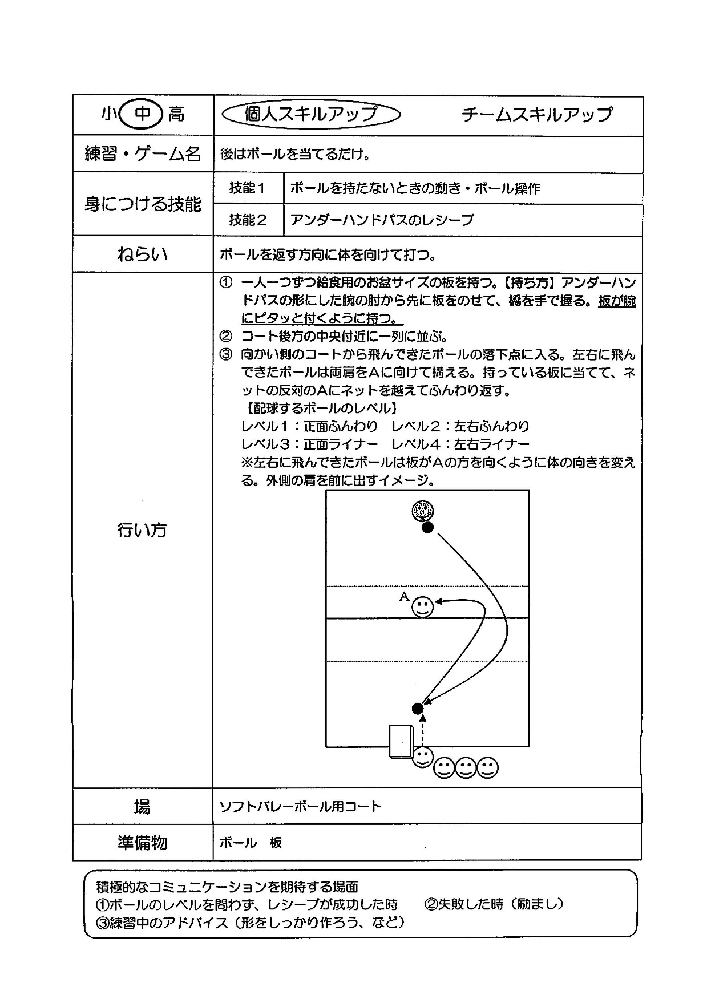 小 中 高 個人スキルアップ チームスキルアップ
練習・ゲーム名 後はボールを当てるだけ。
身につける技能
技能1 ボールを持たないときの動き・ボール操作
技能2 アンダーハンドパスのレシーブ
ねらい ボールを返す方向に体を向けて打つ。
行い方
① 一人一つずつ給食用のお盆サイズの板を持つ。【持ち方】アンダーハン
ドパスの形にした腕の肘から先に板をのせて、橋を手で握る。板が腕
にピタッと付くように持つ。
② コート後方の中央付近に一列に並ぶ。
③ 向かい側のコートから飛んできたボールの落下点に入る。左右に飛ん
できたボールは両肩をAに向けて構える。持っている板に当てて、ネ
ットの反対のAにネットを越えてふんわり返す。
【配球するボールのレベル】
レベル1：正面ふんわり レベル2：左右ふんわり
レベル3：正面ライナー レベル4：左右ライナー
※左右に飛んできたボールは板がAの方を向くように体の向きを変え
る。外側の肩を前に出すイメージ。
A
場 ソフトバレーボール用コート
準備物 ボール 板
積極的なコミュニケーションを期待する場面
①ボールのレベルを問わず、レシーブが成功した時 ②失敗した時（励まし）
③練習中のアドバイス（形をしっかり作ろう、など）